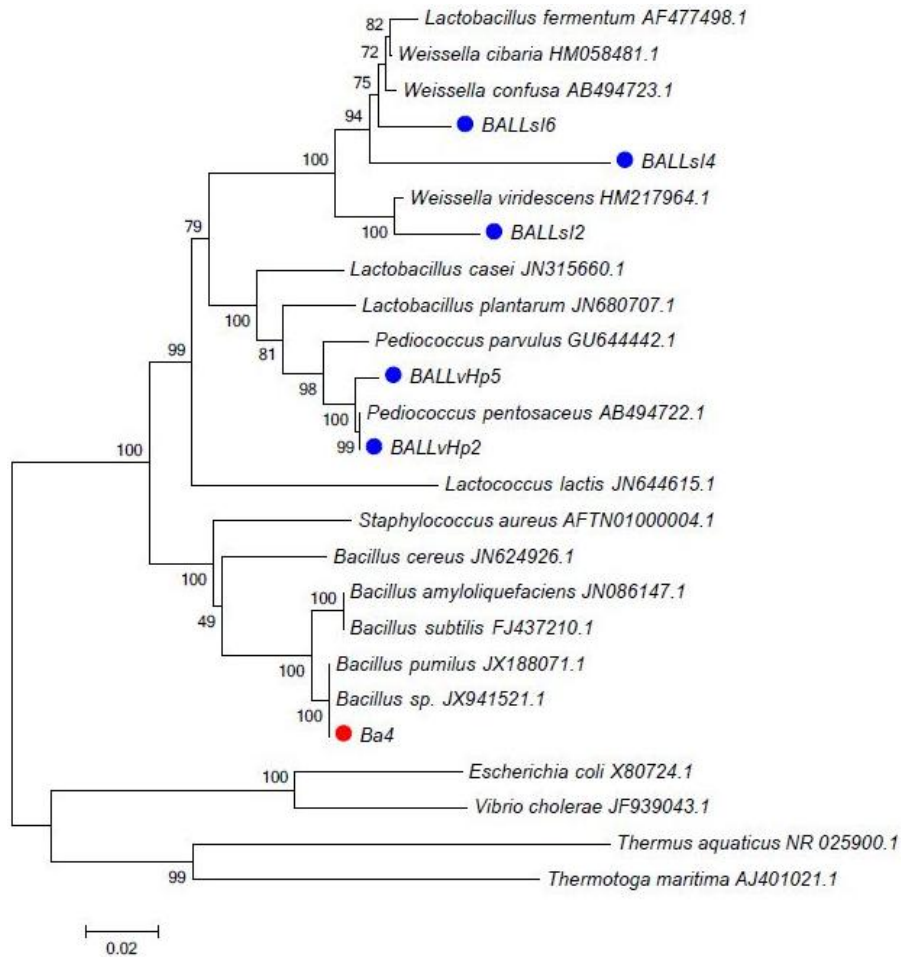 82
Lactobacillus fermentum AF477498.1
72
Weissella cibaria HM058481.1
75
Weissella confusa AB494723.1
94
BALLsl6
100
BALLsl4
Weissella viridescens HM217964.1
79
100
BALLsl2
Lactobacillus casei JN315660.1
100
Lactobacillus plantarum JN680707.1
81
Pediococcus parvulus GU644442.1
99
98
BALLvHp5
100
Pediococcus pentosaceus AB494722.1
100
99
BALLvHp2
Lactococcus lactis JN644615.1
Staphylococcus aureus AFTN01000004.1
100
Bacillus cereus JN624926.1
49
100
Bacillus amyloliquefaciens JN086147.1
Bacillus subtilis FJ437210.1
100
Bacillus pumilus JX188071.1
Bacillus sp. JX941521.1
100
Ba4
100
Escherichia coli X80724.1
Vibrio cholerae JF939043.1
Thermus aquaticus NR 025900.1
99
Thermotoga maritima AJ401021.1
0.02